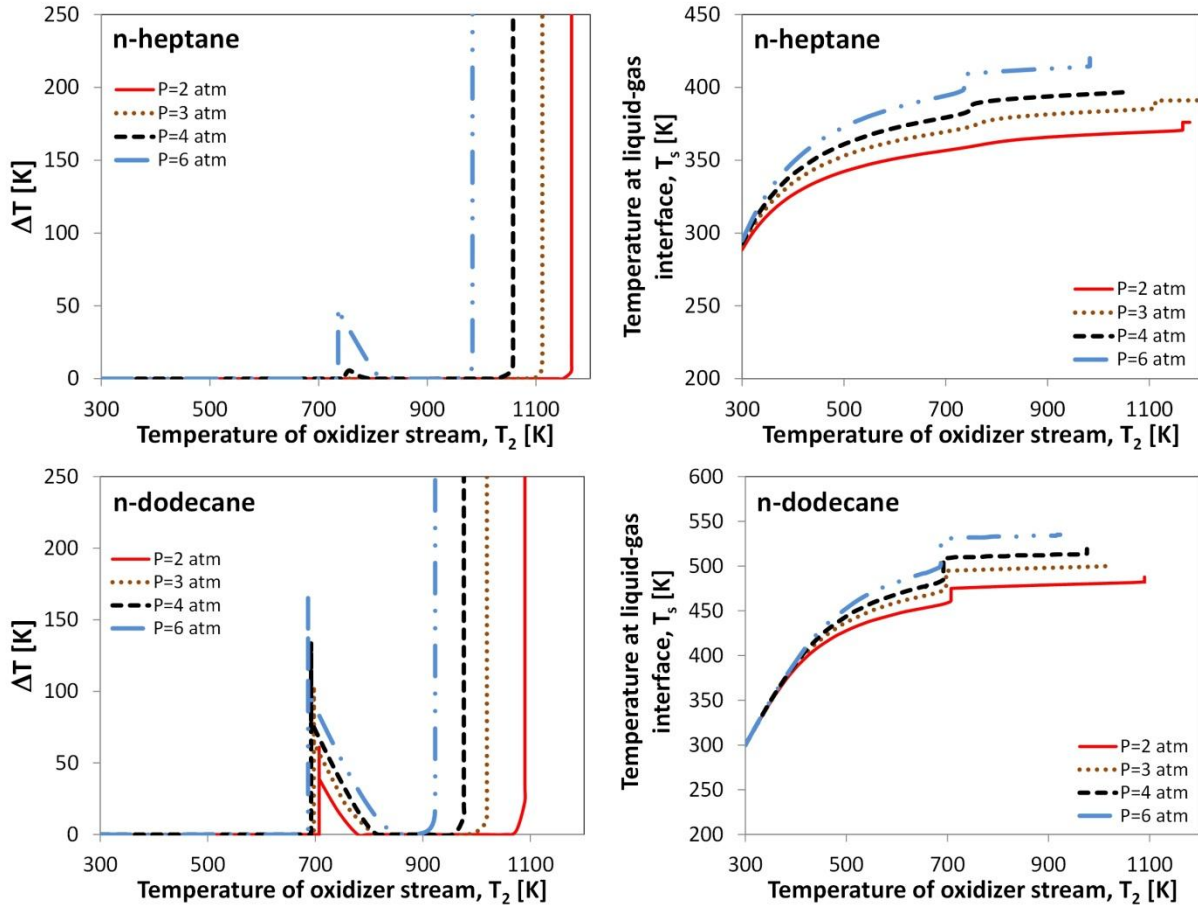 n-heptane
P=2 atm
P=3 atm
P=4 atm
P=6 atm
ΔT [K]
250
200
150
100
50
0
300 500 700 900 1100
Temperature of oxidizer stream, T2 [K]
n-heptane
Temperature at liquid-gas
interface, Ts [K]
450
400
350
300
250
200
P=2 atm
P=3 atm
P=4 atm
P=6 atm
300 500 700 900 1100
Temperature of oxidizer stream, T2 [K]
n-dodecane
P=2 atm
P=3 atm
P=4 atm
P=6 atm
ΔT [K]
250
200
150
100
50
0
300 500 700 900 1100
Temperature of oxidizer stream, T2 [K]
n-dodecane
Temperature at liquid-gas
interface, Ts [K]
600
550
500
450
400
350
300
250
200
P=2 atm
P=3 atm
P=4 atm
P=6 atm
300 500 700 900 1100
Temperature of oxidizer stream, T2 [K]